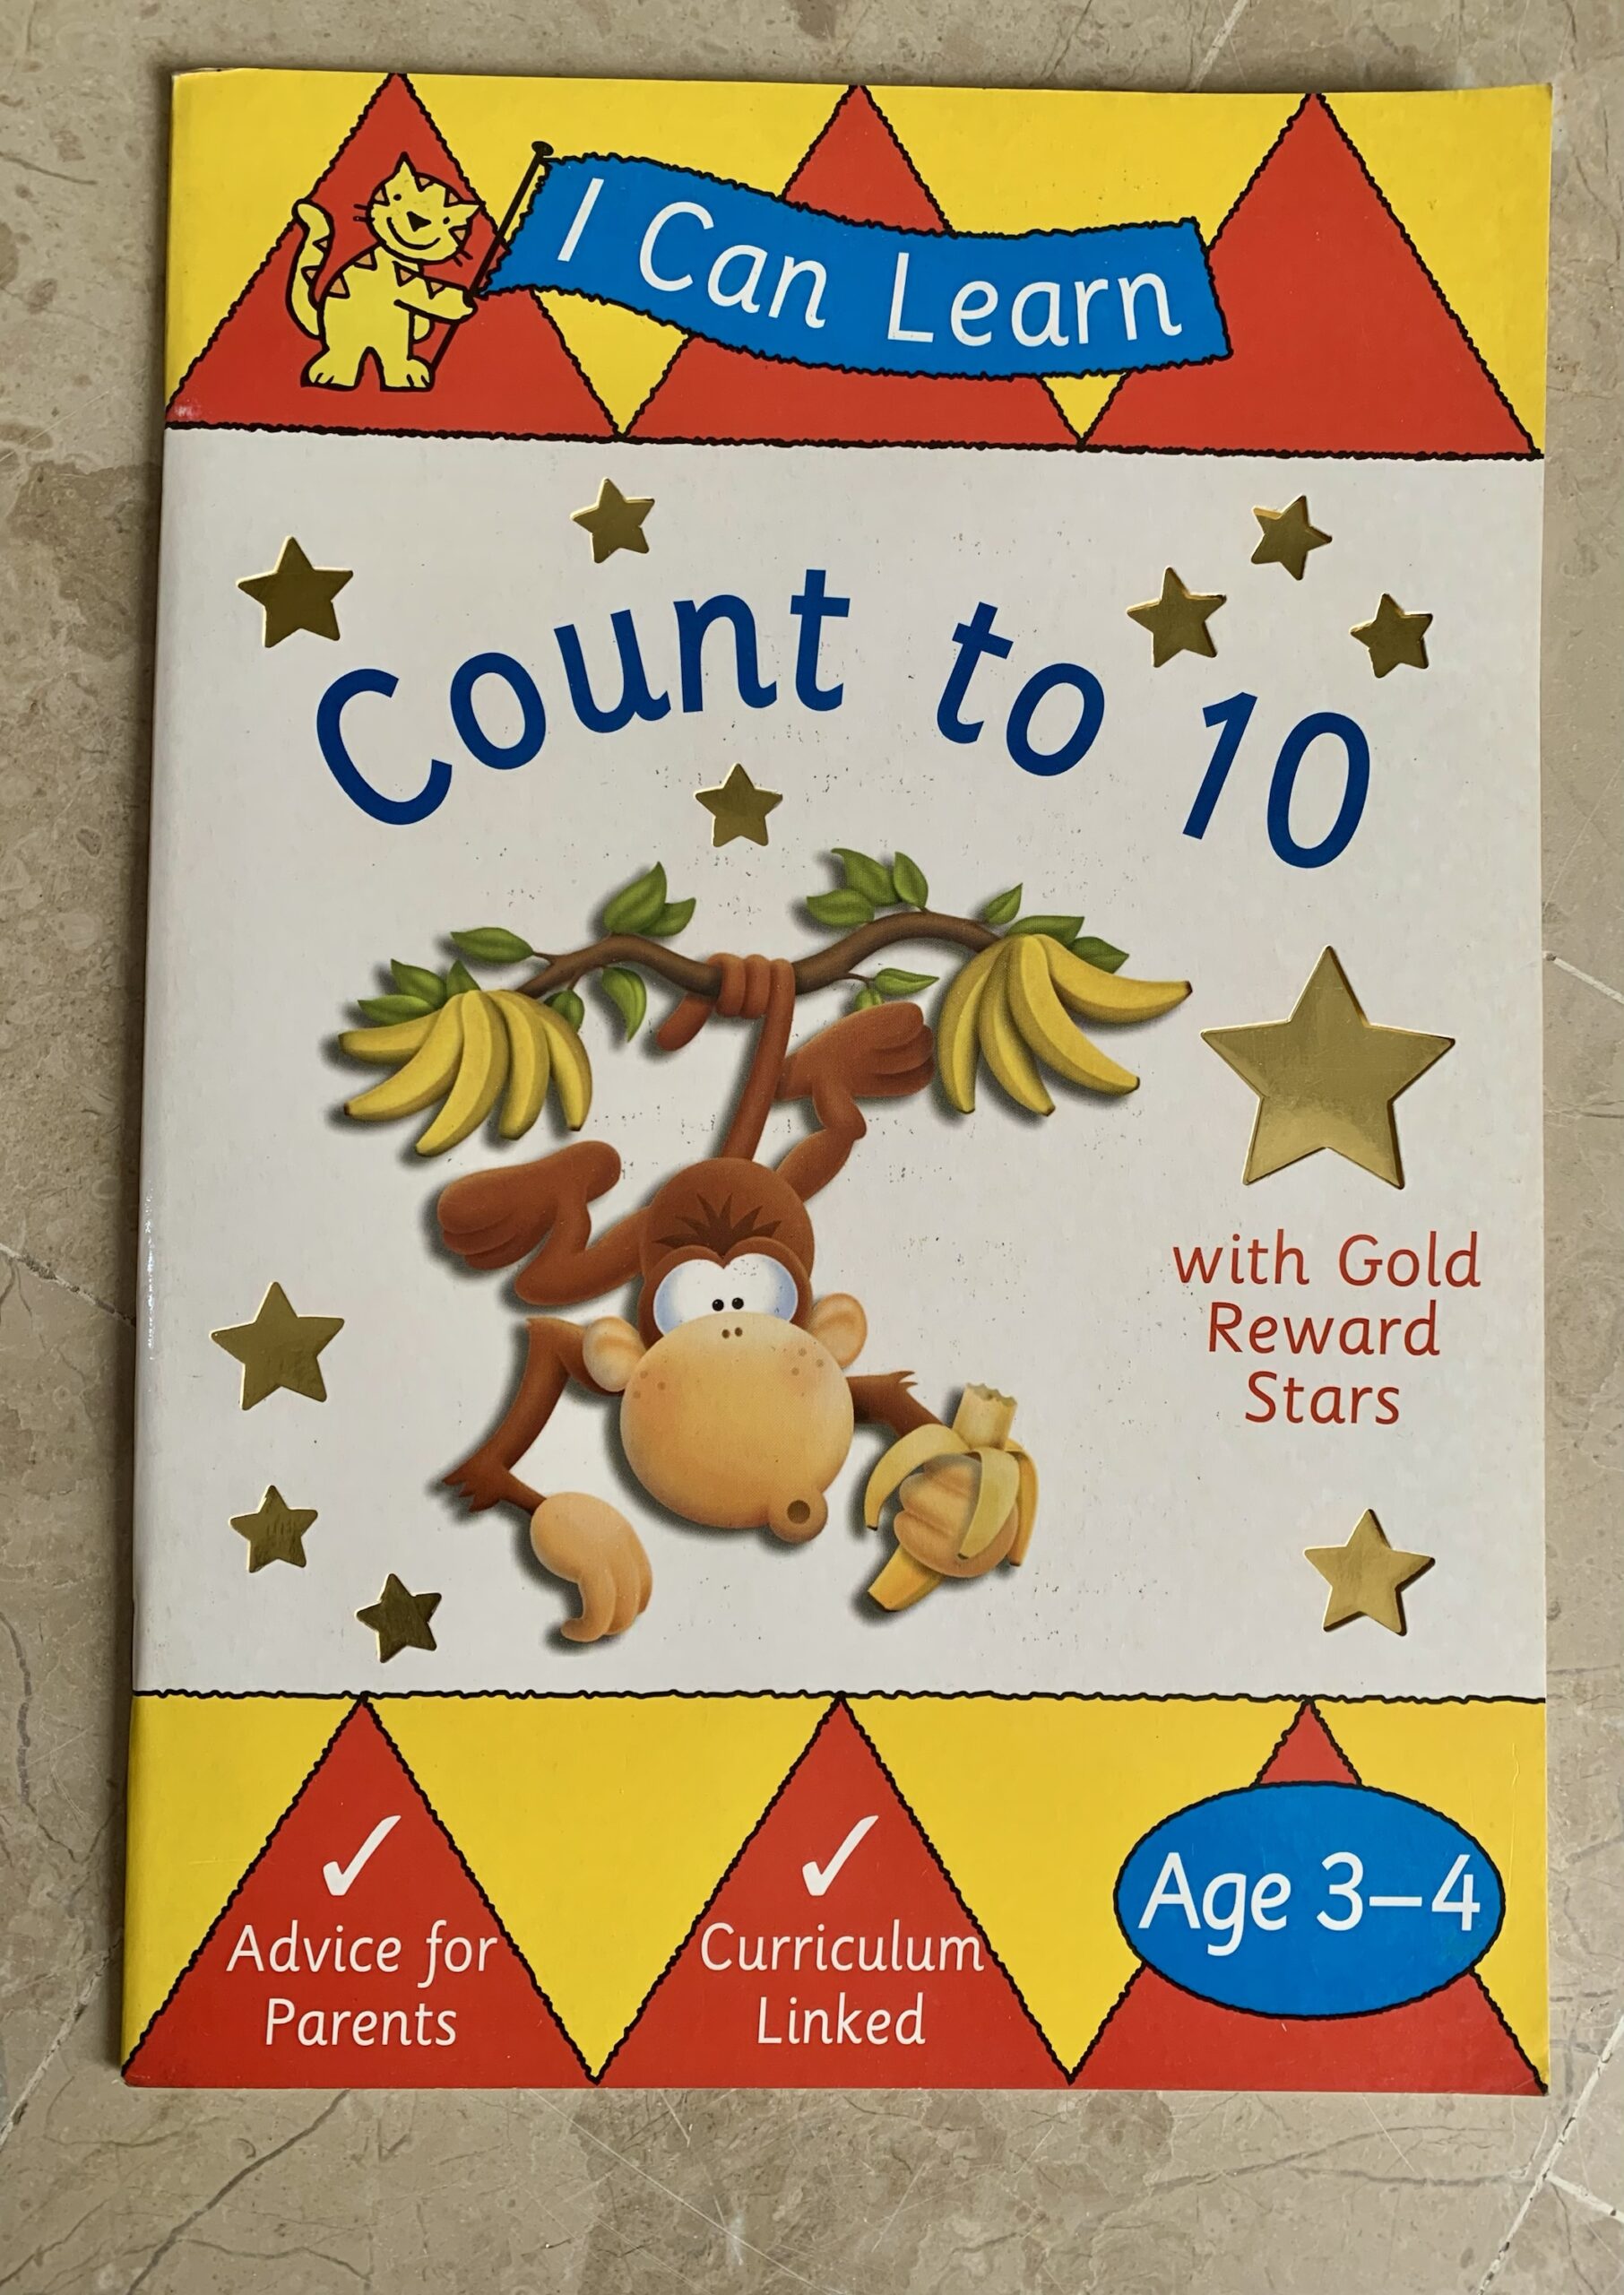 I Can Learn
Count to 10
with Gold
Reward
Stars
✓
Advice for
Parents
✓
Curriculum
Linked
Age 3–4